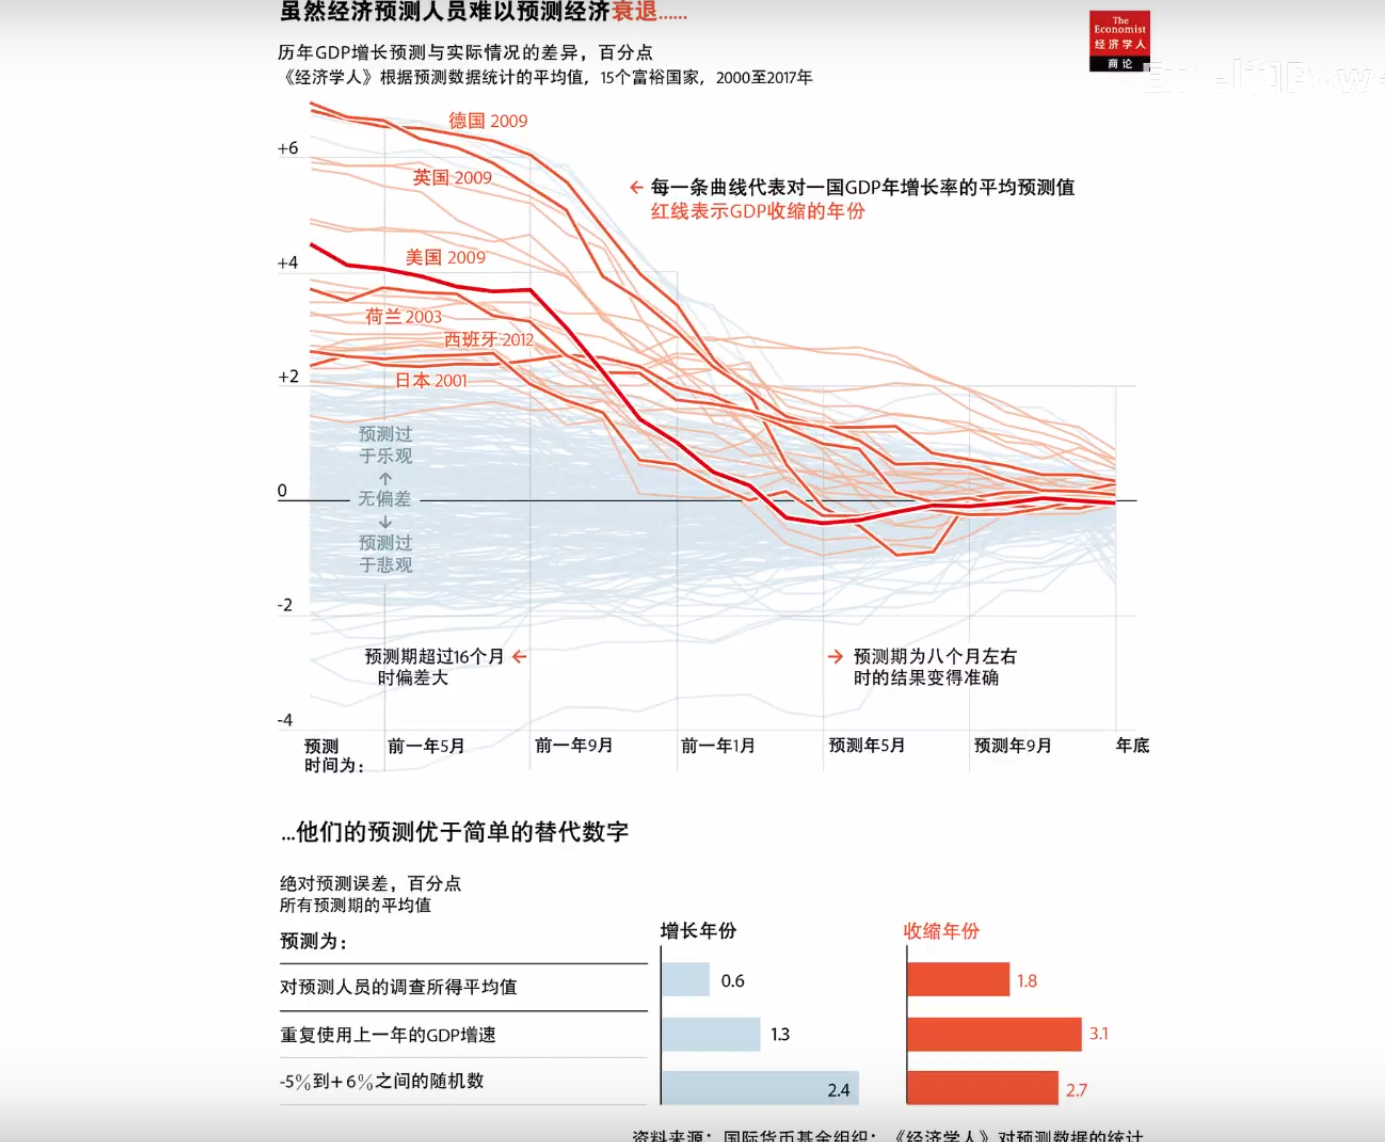 虽然经济预测人员难以预测经济衰退……
历年GDP增长预测与实际情况的差异，百分点
《经济学人》根据预测数据统计的平均值，15个富裕国家，2000至2017年
The
Economist
经济学人
商论
+6
+4
+2
0
-2
-4
德国 2009
英国 2009
美国 2009
荷兰 2003
西班牙 2012
日本 2001
← 每一条曲线代表对一国GDP年增长率的平均预测值
红线表示GDP收缩的年份
预测过
于乐观
↑
无偏差
↓
预测过
于悲观
预测期超过16个月 ←
时偏差大
→ 预测期为八个月左右
时的结果变得准确
预测
时间为：
前一年5月
前一年9月
前一年1月
预测年5月
预测年9月
年底
...他们的预测优于简单的替代数字
绝对预测误差，百分点
所有预测期的平均值
预测为：
增长年份
收缩年份
对预测人员的调查所得平均值
0.6
1.8
重复使用上一年的GDP增速
1.3
3.1
-5%到+6%之间的随机数
2.4
2.7
资料来源：国际货币基金组织；《经济学人》对预测数据的统计